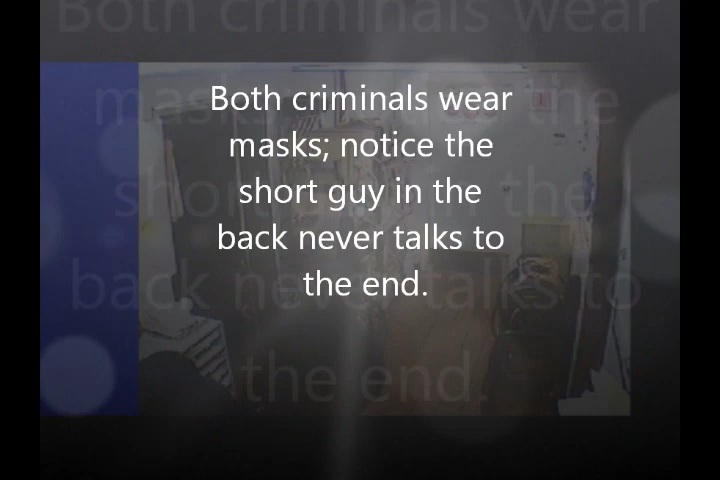 Both criminals wear
masks; notice the
short guy in the
back never talks to
the end.